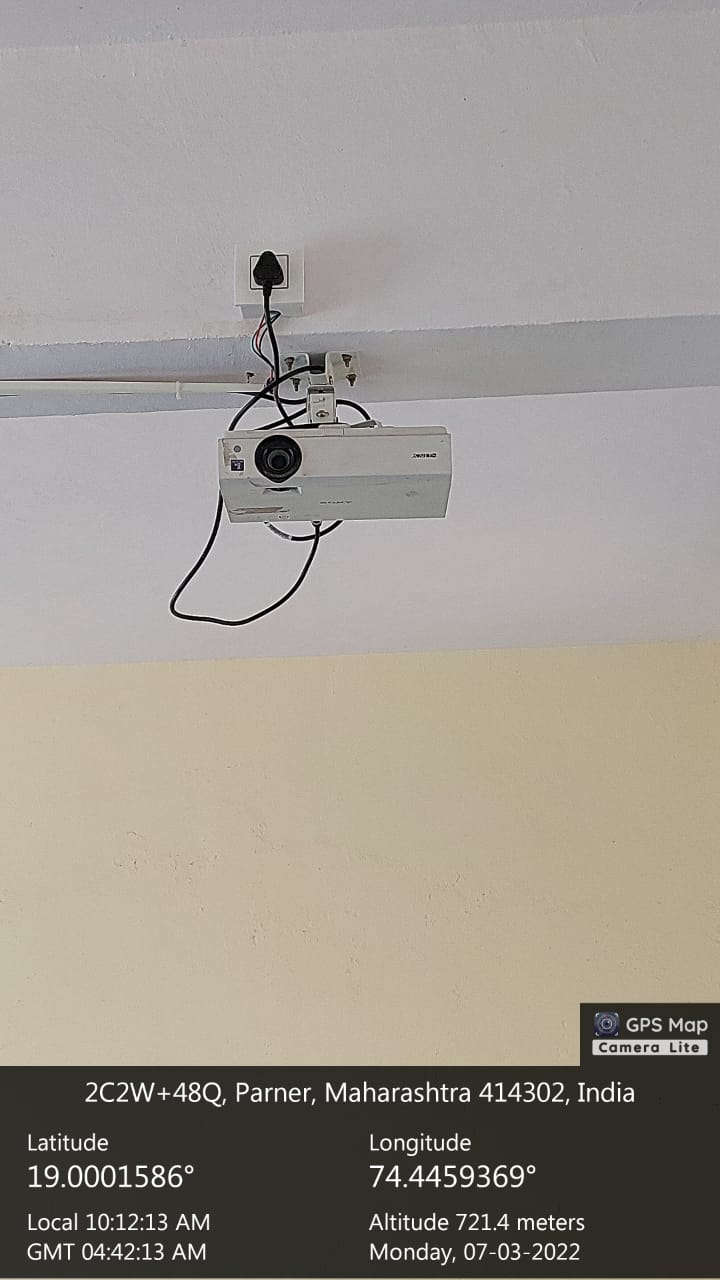 GPS Map
Camera Lite
2C2W+48Q, Parner, Maharashtra 414302, India
Latitude
Longitude
19.0001586°
74.4459369°
Local 10:12:13 AM
Altitude 721.4 meters
GMT 04:42:13 AM
Monday, 07-03-2022